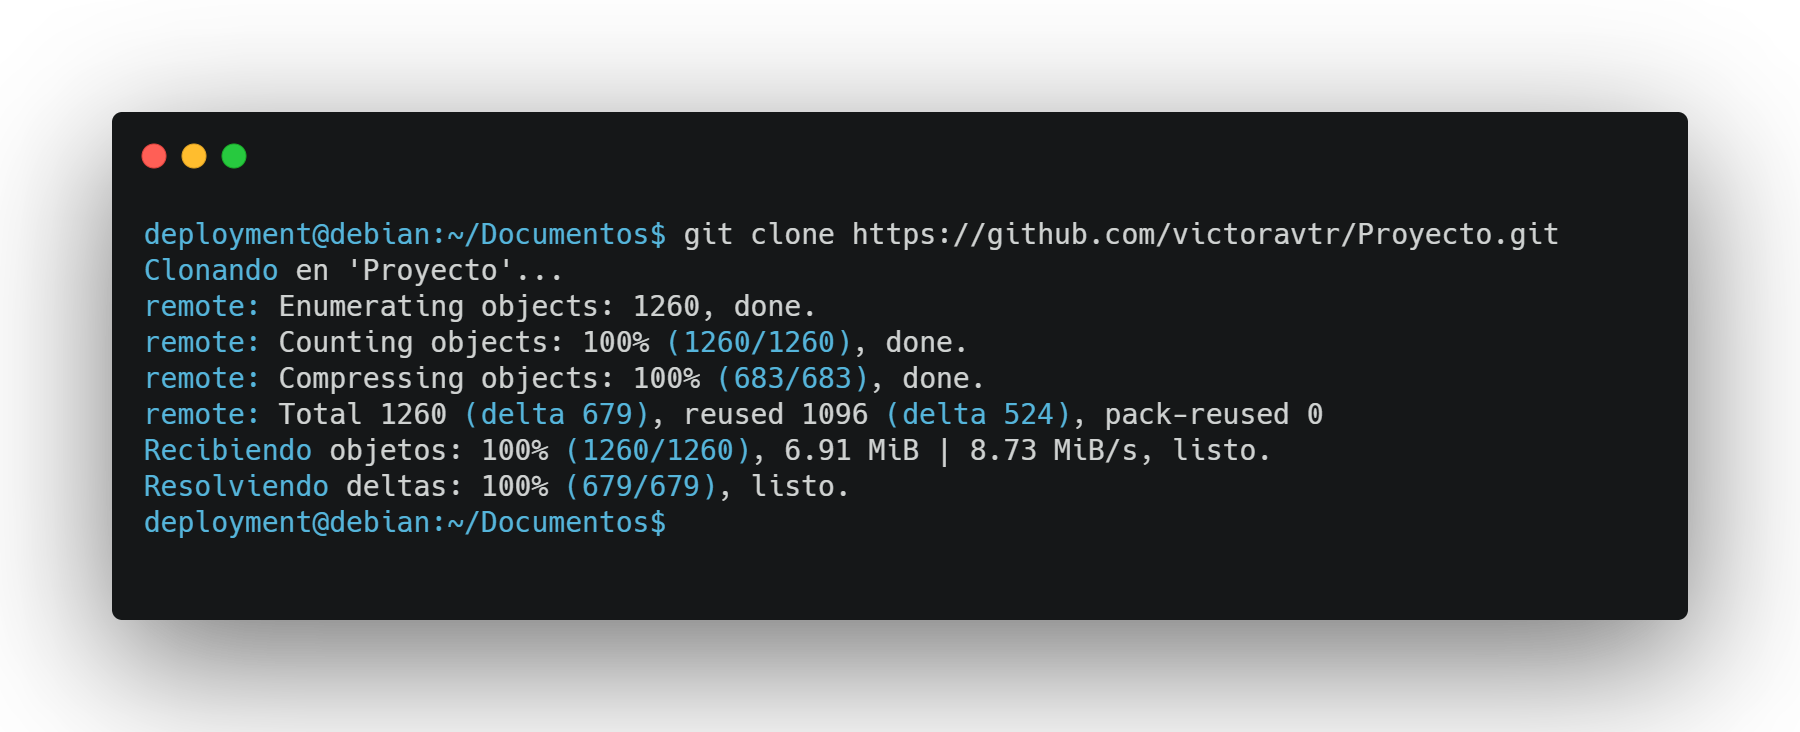 deployment@debian:~/Documentos$ git clone https://github.com/victoravtr/Proyecto.git
Clonando en 'Proyecto'...
remote: Enumerating objects: 1260, done.
remote: Counting objects: 100% (1260/1260), done.
remote: Compressing objects: 100% (683/683), done.
remote: Total 1260 (delta 679), reused 1096 (delta 524), pack-reused 0
Recibiendo objetos: 100% (1260/1260), 6.91 MiB | 8.73 MiB/s, listo.
Resolviendo deltas: 100% (679/679), listo.
deployment@debian:~/Documentos$